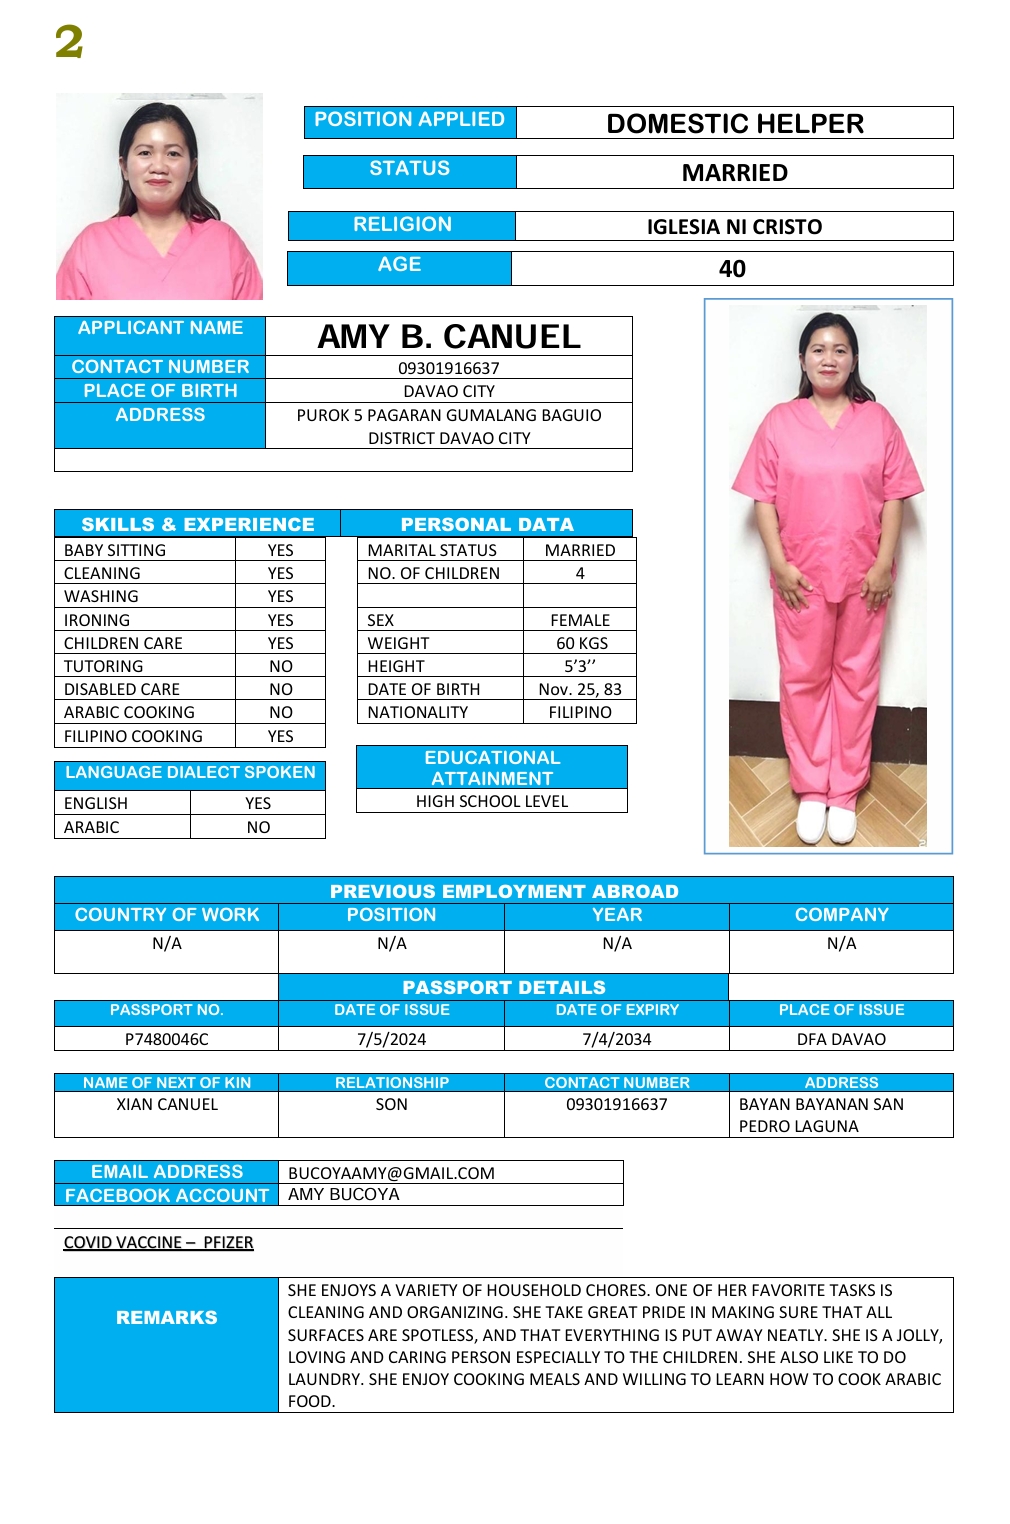 2
POSITION APPLIED DOMESTIC HELPER
STATUS MARRIED
RELIGION IGLESIA NI CRISTO
AGE 40
APPLICANT NAME AMY B. CANUEL
CONTACT NUMBER 09301916637
PLACE OF BIRTH DAVAO CITY
ADDRESS PUROK 5 PAGARAN GUMALANG BAGUIO
DISTRICT DAVAO CITY
SKILLS & EXPERIENCE
BABY SITTING YES
CLEANING YES
WASHING YES
IRONING YES
CHILDREN CARE YES
TUTORING NO
DISABLED CARE NO
ARABIC COOKING NO
FILIPINO COOKING YES
LANGUAGE DIALECT SPOKEN
ENGLISH YES
ARABIC NO
PERSONAL DATA
MARITAL STATUS MARRIED
NO. OF CHILDREN 4
SEX FEMALE
WEIGHT 60 KGS
HEIGHT 5’3’’
DATE OF BIRTH Nov. 25, 83
NATIONALITY FILIPINO
EDUCATIONAL
ATTAINMENT
HIGH SCHOOL LEVEL
PREVIOUS EMPLOYMENT ABROAD
COUNTRY OF WORK POSITION YEAR COMPANY
N/A N/A N/A N/A
PASSPORT DETAILS
PASSPORT NO. DATE OF ISSUE DATE OF EXPIRY PLACE OF ISSUE
P7480046C 7/5/2024 7/4/2034 DFA DAVAO
NAME OF NEXT OF KIN RELATIONSHIP CONTACT NUMBER ADDRESS
XIAN CANUEL SON 09301916637 BAYAN BAYANAN SAN
PEDRO LAGUNA
EMAIL ADDRESS BUCOYAAMY@GMAIL.COM
FACEBOOK ACCOUNT AMY BUCOYA
COVID VACCINE – PFIZER
REMARKS
SHE ENJOYS A VARIETY OF HOUSEHOLD CHORES. ONE OF HER FAVORITE TASKS IS
CLEANING AND ORGANIZING. SHE TAKE GREAT PRIDE IN MAKING SURE THAT ALL
SURFACES ARE SPOTLESS, AND THAT EVERYTHING IS PUT AWAY NEATLY. SHE IS A JOLLY,
LOVING AND CARING PERSON ESPECIALLY TO THE CHILDREN. SHE ALSO LIKE TO DO
LAUNDRY. SHE ENJOY COOKING MEALS AND WILLING TO LEARN HOW TO COOK ARABIC
FOOD.